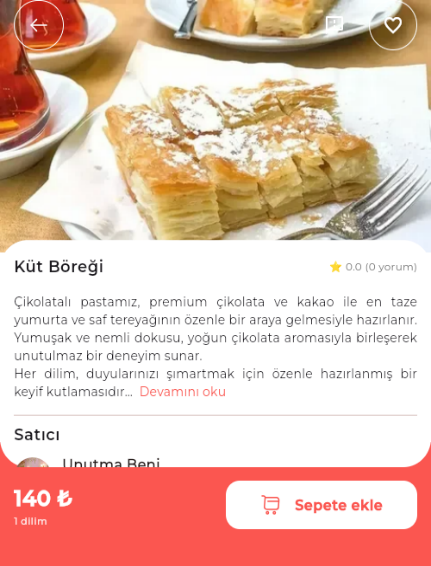 Küt Böreği
⭐ 0.0 (0 yorum)
Çikolatalı pastamız, premium çikolata ve kakao ile en taze
yumurta ve saf tereyağının özenle bir araya gelmesiyle hazırlanır.
Yumuşak ve nemli dokusu, yoğun çikolata aromasıyla birleşerek
unutulmaz bir deneyim sunar.
Her dilim, duyularınızı şımartmak için özenle hazırlanmış bir
keyif kutlamasıdır... Devamını oku
Satıcı
Unutma Beni
140 ₺
1 dilim
Sepete ekle